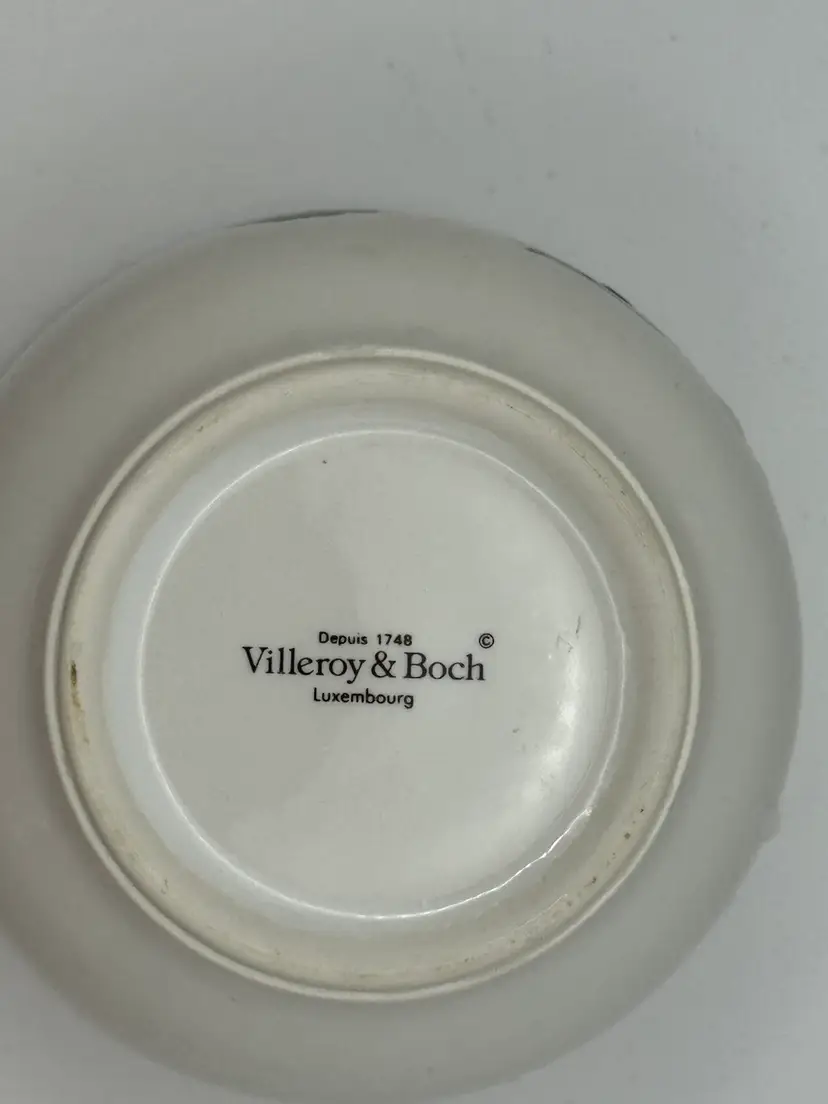 Depuis 1748
©
Villeroy & Boch
Luxembourg